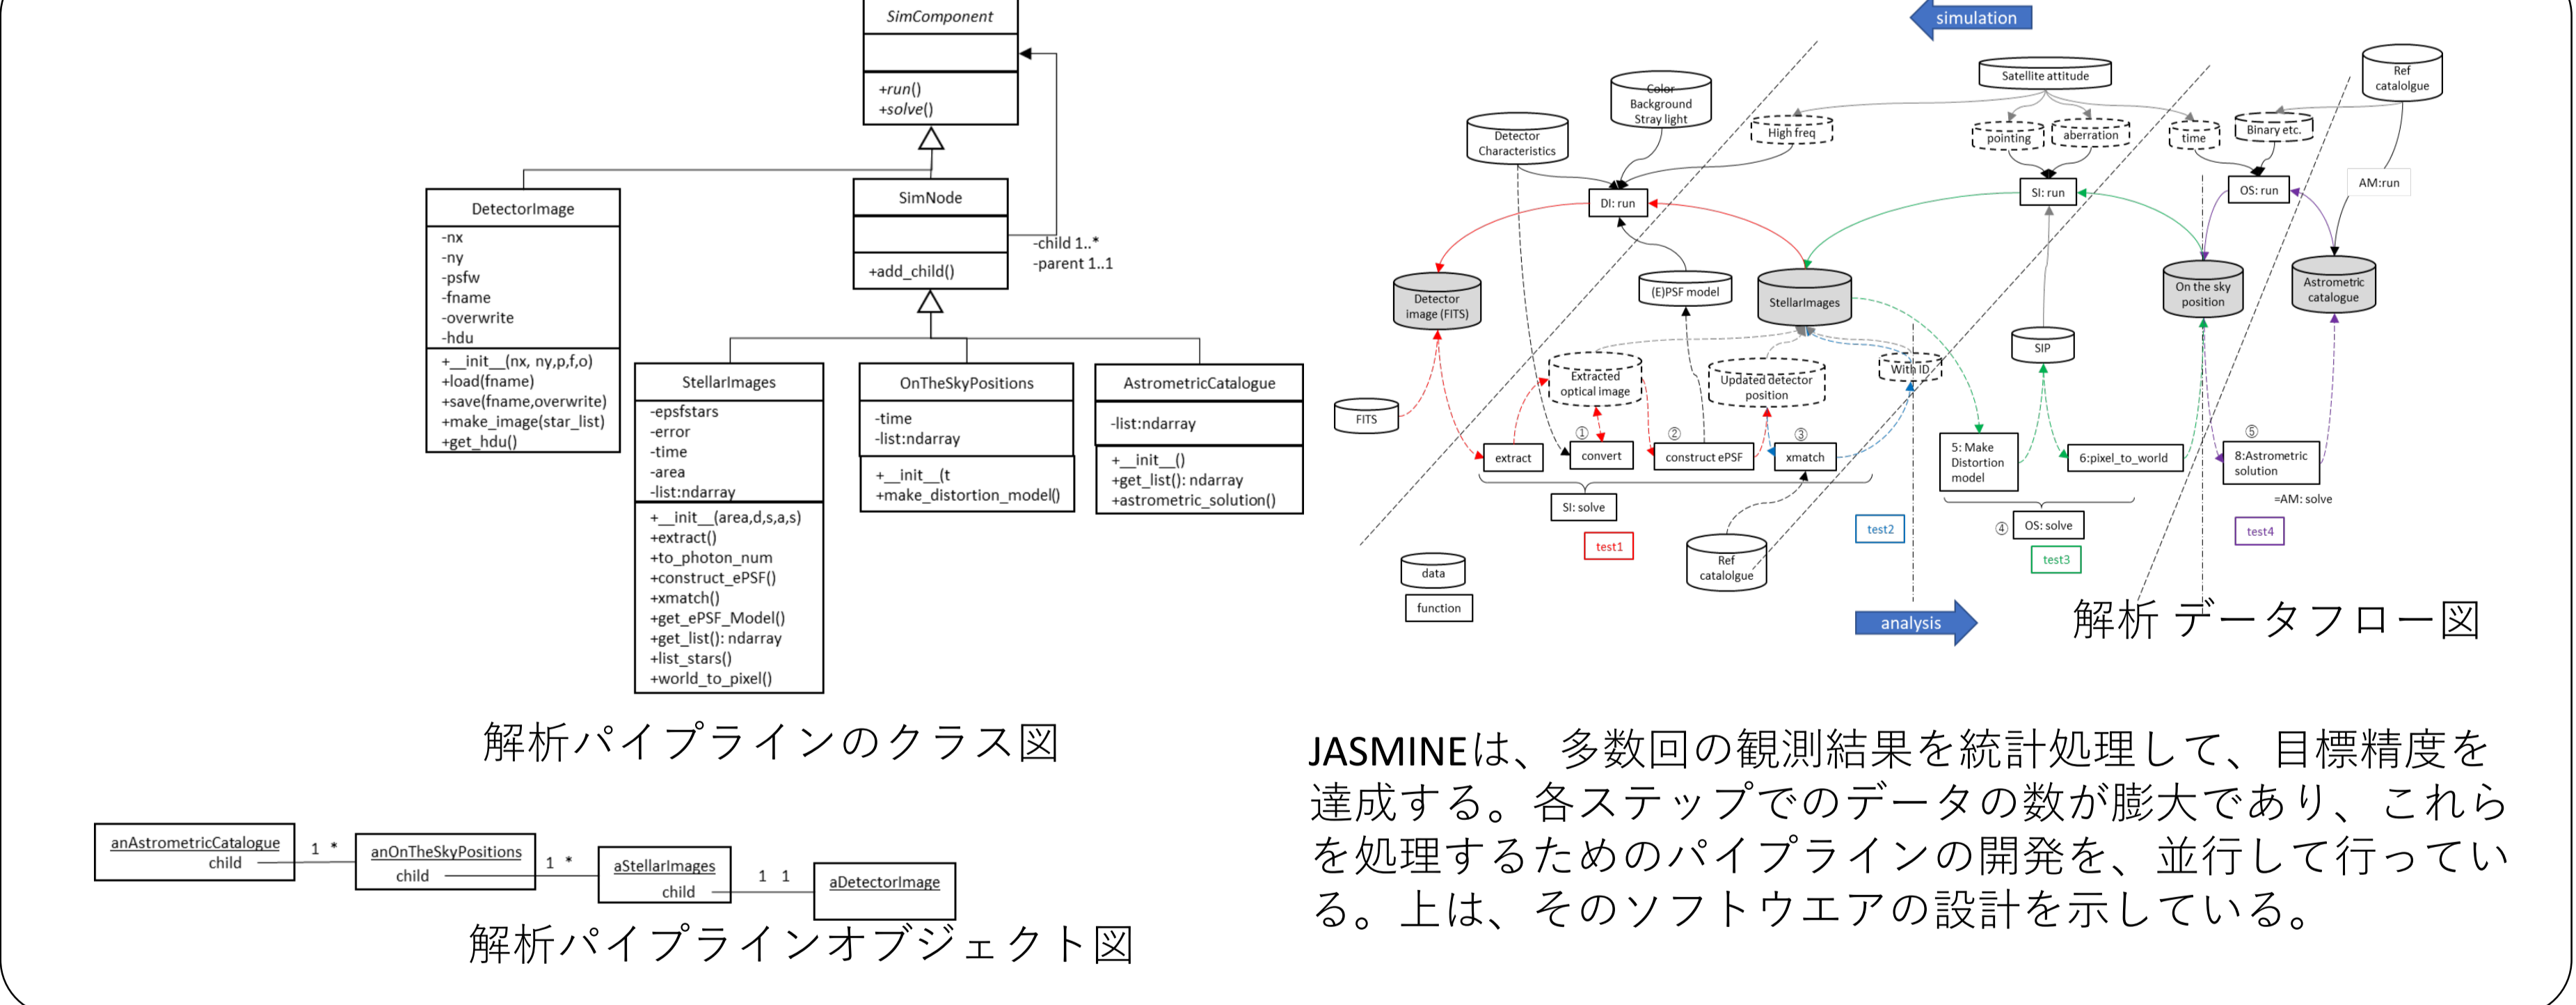 SimComponent
+run()
+solve()
DetectorImage
-nx
-ny
-psfw
-fname
-overwrite
-hdu
+__init__(nx, ny,p,f,o)
+load(fname)
+save(fname,overwrite)
+make_image(star_list)
+get_hdu()
SimNode
+add_child()
-child 1..*
-parent 1..1
StellarImages
-epsfstars
-error
-time
-area
-list:ndarray
+__init__(area,d,s,a,s)
+extract()
+to_photon_num
+construct_ePSF()
+xmatch()
+get_ePSF_Model()
+get_list(): ndarray
+list_stars()
+world_to_pixel()
OnTheSkyPositions
-time
-list:ndarray
+__init__(t
+make_distortion_model()
AstrometricCatalogue
-list:ndarray
+__init__()
+get_list(): ndarray
+astrometric_solution()
解析パイプラインのクラス図
anAstrometricCatalogue
child
1 *
anOnTheSkyPositions
child
1 *
aStellarImages
child
1 1
aDetectorImage
解析パイプラインオブジェクト図
simulation
Satellite attitude
Ref
catalolgue
Color
Background
Stray light
Detector
Characteristics
High freq
pointing
aberration
time
Binary etc.
AM:run
DI: run
SI: run
OS: run
Detector
image (FITS)
(E)PSF model
StellarImages
On the sky
position
Astrometric
catalogue
SIP
Extracted
optical image
Updated detector
position
With ID
FITS
①
②
③
⑤
extract
convert
construct ePSF
xmatch
5: Make
Distortion
model
6:pixel_to_world
8:Astrometric
solution
=AM: solve
SI: solve
test1
test2
④
OS: solve
test3
test4
Ref
catalolgue
data
function
analysis
解析 データフロー図
JASMINEは、多数回の観測結果を統計処理して、目標精度を
達成する。各ステップでのデータの数が膨大であり、これら
を処理するためのパイプラインの開発を、並行して行ってい
る。上は、そのソフトウエアの設計を示している。